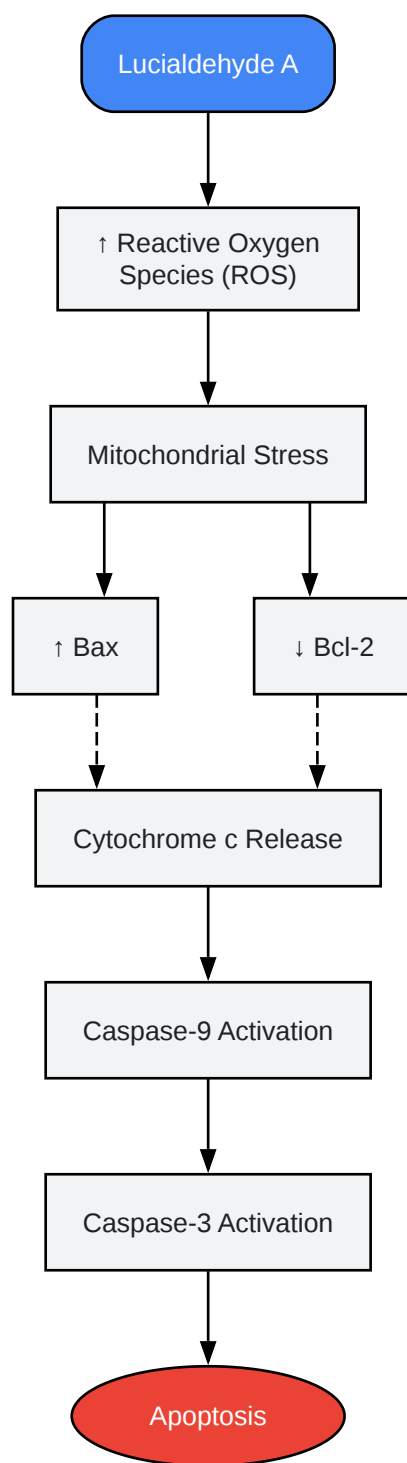 Lucialdehyde A
↑ Reactive Oxygen
Species (ROS)
Mitochondrial Stress
↑ Bax
↓ Bcl-2
Cytochrome c Release
Caspase-9 Activation
Caspase-3 Activation
Apoptosis